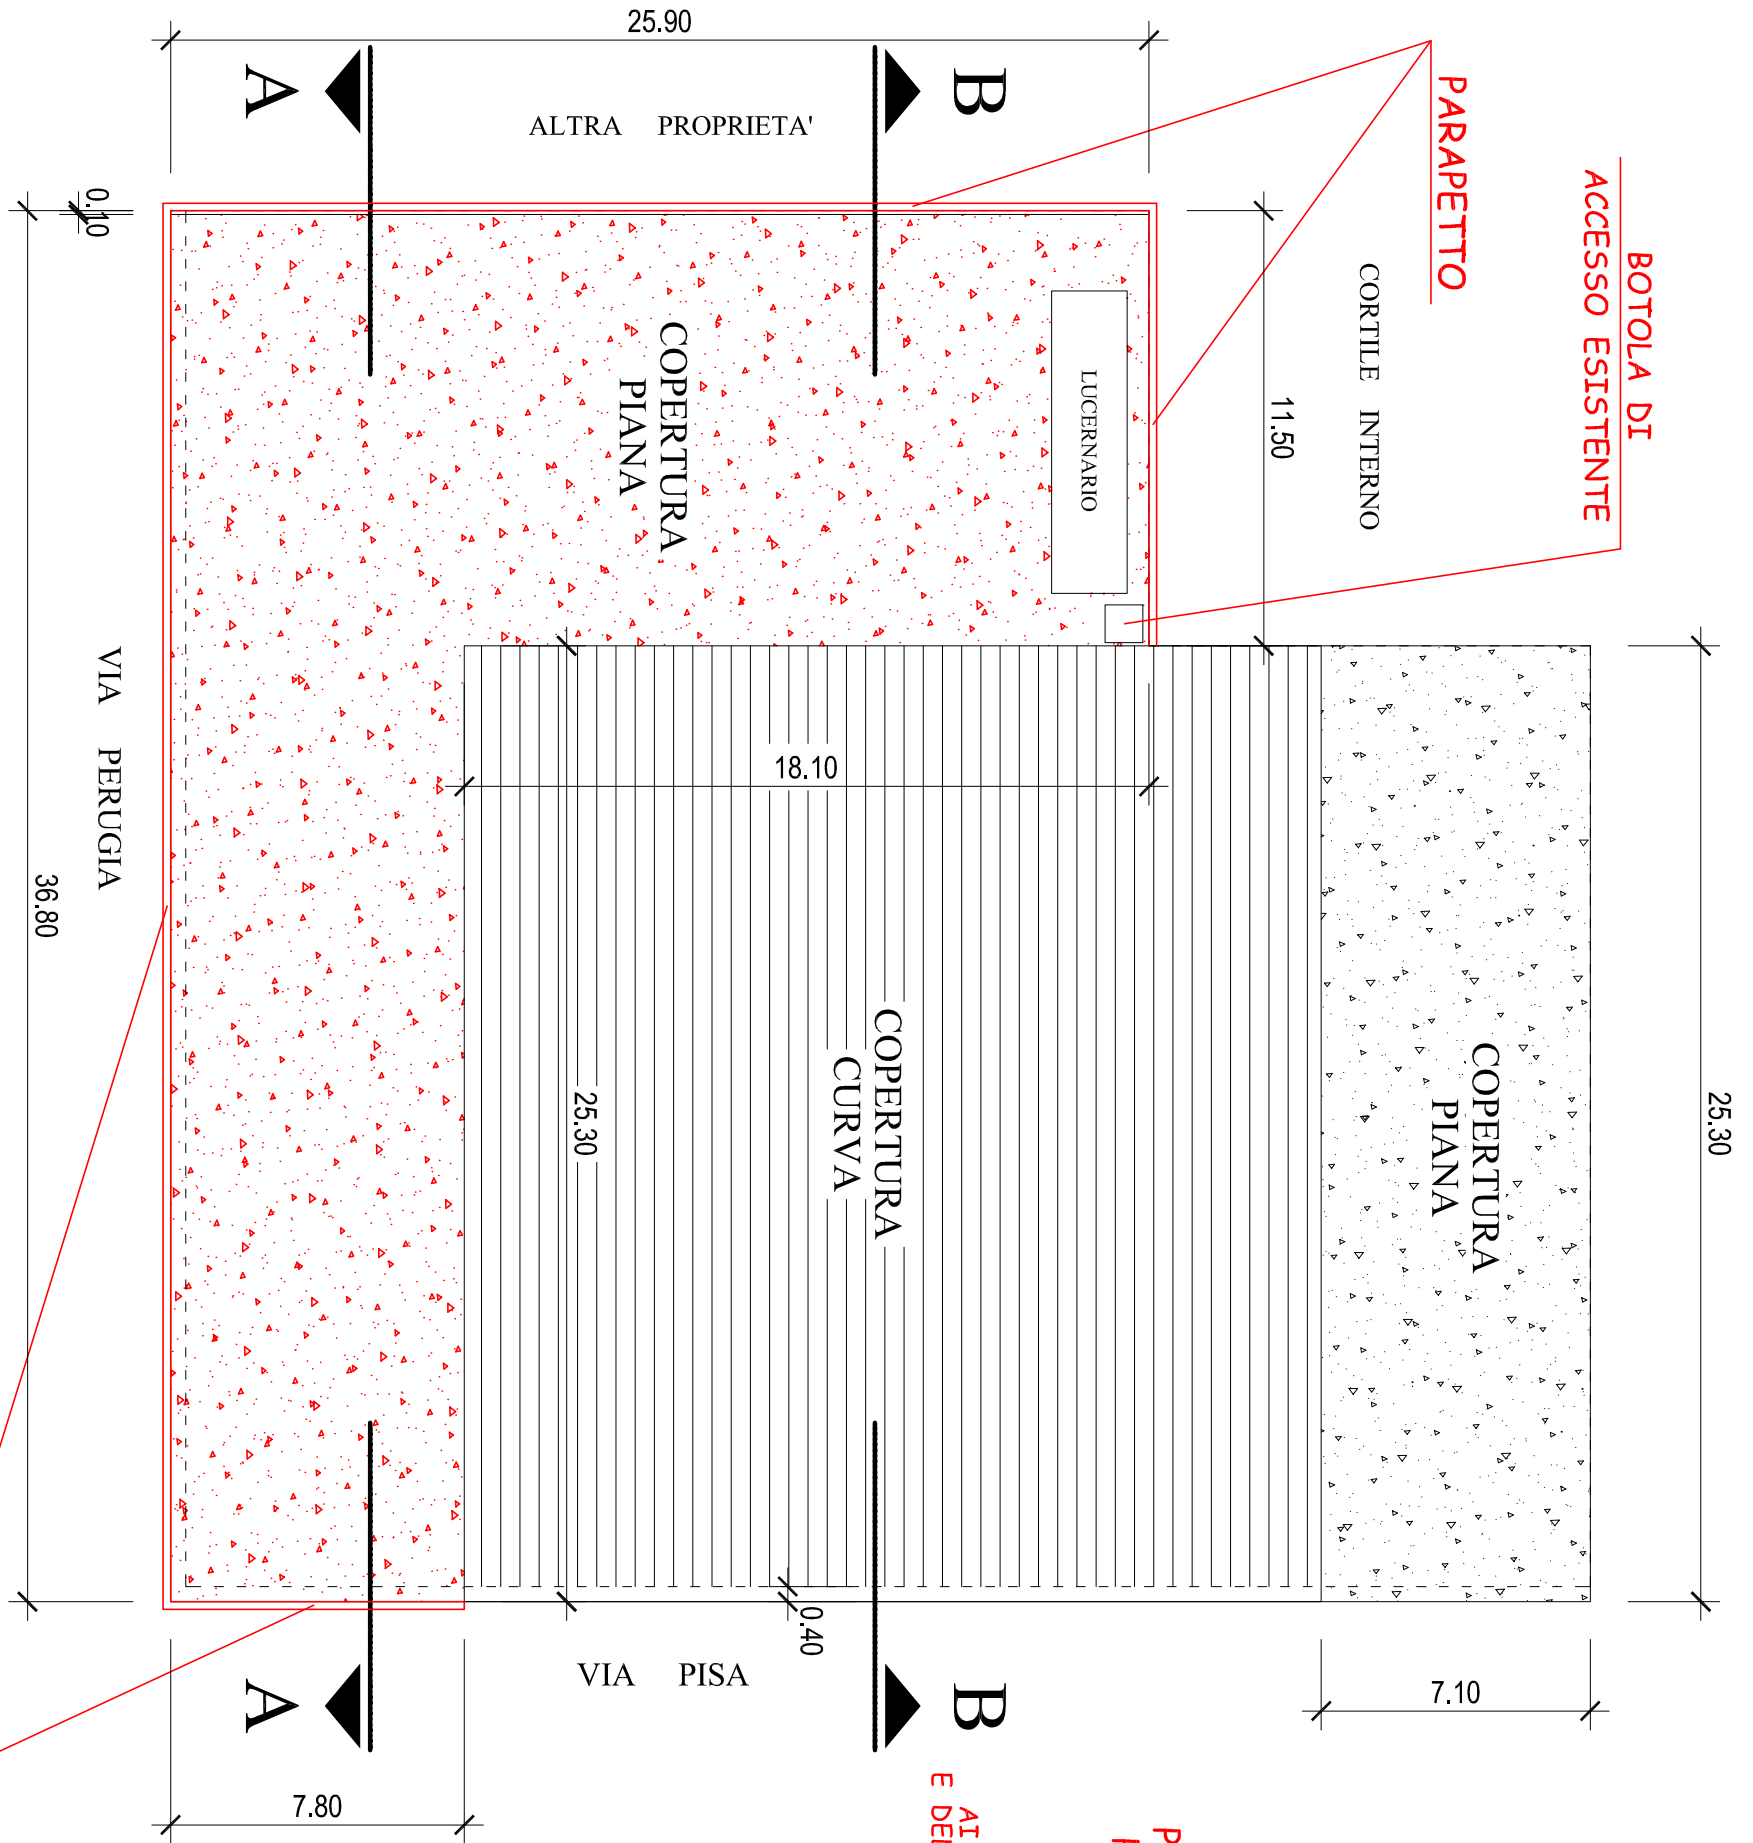 25.90
A
B
ALTRA PROPRIETA'
PARAPETTO
BOTOLA DI
ACCESSO ESISTENTE
0.10
CORTILE INTERNO
11.50
COPERTURA
PIANA
LUCERNARIO
VIA PERUGIA
36.80
18.10
25.30
COPERTURA
CURVA
COPERTURA
PIANA
25.30
0.40
VIA PISA
A
B
7.10
7.80
P
AI
E DEI